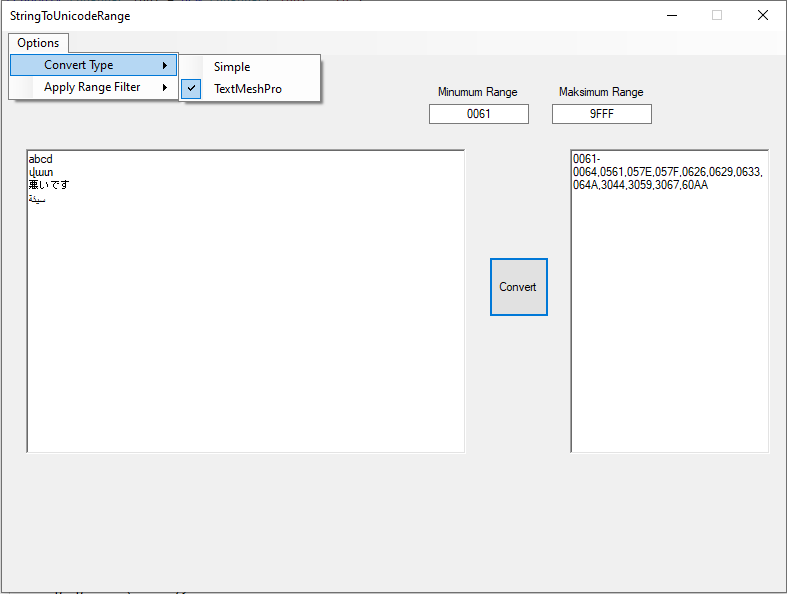 StringToUnicodeRange
Options
Convert Type
Simple
Apply Range Filter
TextMeshPro
Minumum Range
Maksimum Range
0061
9FFF
abcd
վատ
悪いです
سيئة
Convert
0061-
0064,0561,057E,057F,0626,0629,0633,
064A,3044,3059,3067,60AA